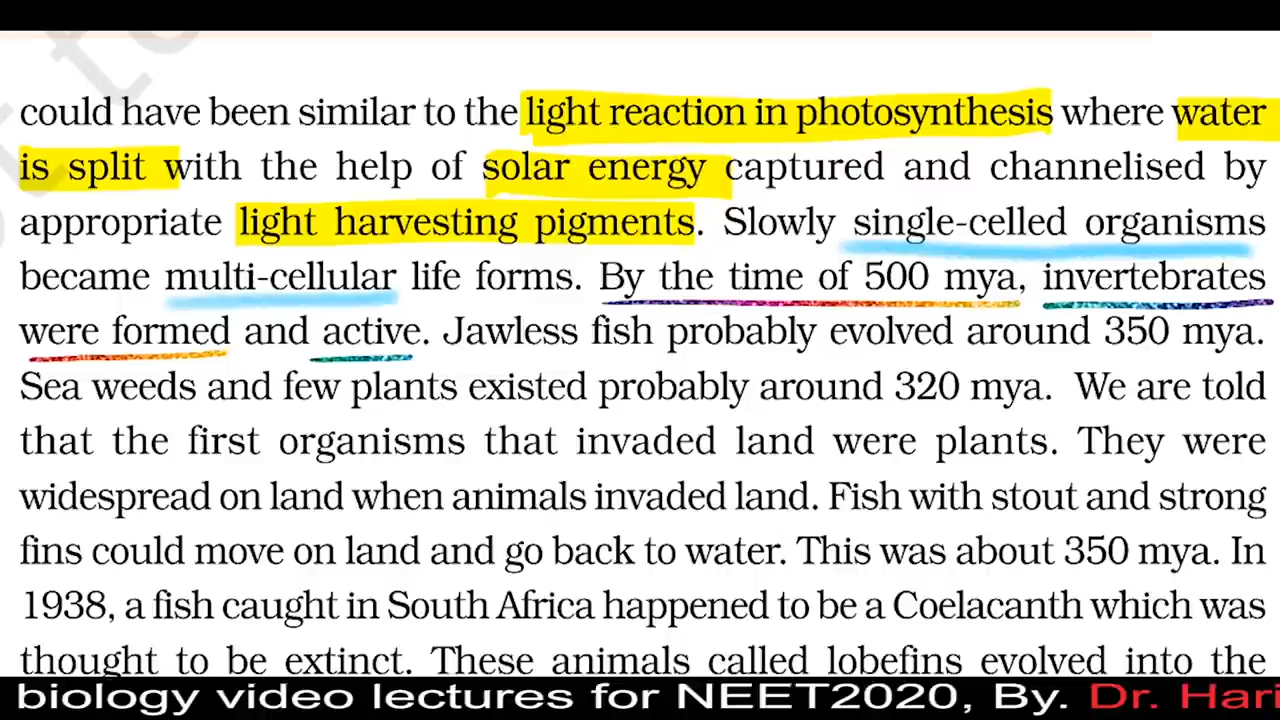 could have been similar to the light reaction in photosynthesis where water
is split with the help of solar energy captured and channelised by
appropriate light harvesting pigments. Slowly single-celled organisms
became multi-cellular life forms. By the time of 500 mya, invertebrates
were formed and active. Jawless fish probably evolved around 350 mya.
Sea weeds and few plants existed probably around 320 mya. We are told
that the first organisms that invaded land were plants. They were
widespread on land when animals invaded land. Fish with stout and strong
fins could move on land and go back to water. This was about 350 mya. In
1938, a fish caught in South Africa happened to be a Coelacanth which was
thought to be extinct. These animals called lobefins evolved into the
biology video lectures for NEET2020, By. Dr. Hari